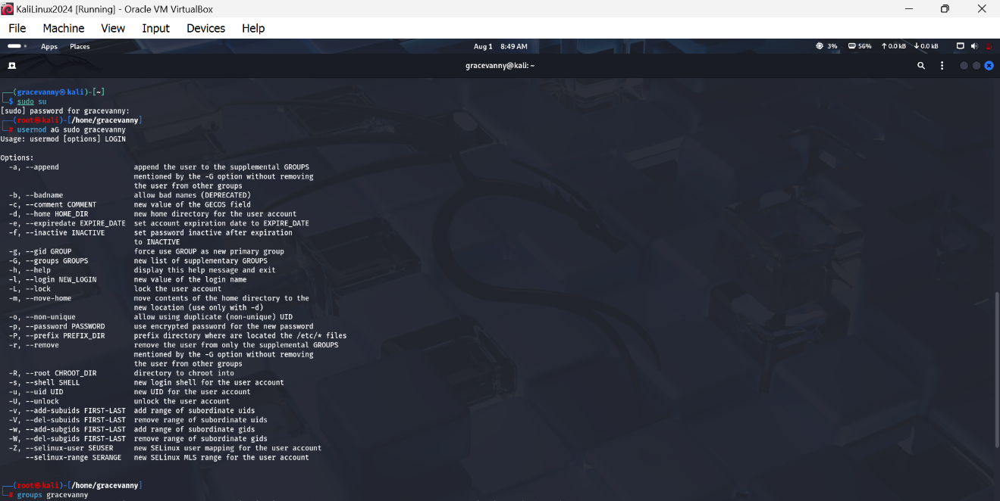 KaliLinux2024 [Running] - Oracle VM VirtualBox
File Machine View Input Devices Help
Apps Places Aug 1 8:49 AM 3% 56% ↑ 0.0 kB ↓ 0.0 kB
gracevanny@kali: ~
┌──(gracevanny㉿kali)-[~]
└─$ sudo su
[sudo] password for gracevanny:
┌──(root㉿kali)-[/home/gracevanny]
└─# usermod aG sudo gracevanny
Usage: usermod [options] LOGIN
Options:
-a, --append append the user to the supplemental GROUPS
mentioned by the -G option without removing
the user from other groups
-b, --badname allow bad names (DEPRECATED)
-c, --comment COMMENT new value of the GECOS field
-d, --home HOME_DIR new home directory for the user account
-e, --expiredate EXPIRE_DATE set account expiration date to EXPIRE_DATE
-f, --inactive INACTIVE set password inactive after expiration
to INACTIVE
-g, --gid GROUP force use GROUP as new primary group
-G, --groups GROUPS new list of supplementary GROUPS
-h, --help display this help message and exit
-l, --login NEW_LOGIN new value of the login name
-L, --lock lock the user account
-m, --move-home move contents of the home directory to the
new location (use only with -d)
-o, --non-unique allow using duplicate (non-unique) UID
-p, --password PASSWORD use encrypted password for the new password
-P, --prefix PREFIX_DIR prefix directory where are located the /etc/* files
-r, --remove remove the user from only the supplemental GROUPS
mentioned by the -G option without removing
the user from other groups
-R, --root CHROOT_DIR directory to chroot into
-s, --shell SHELL new login shell for the user account
-u, --uid UID new UID for the user account
-U, --unlock unlock the user account
-v, --add-subuids FIRST-LAST add range of subordinate uids
-V, --del-subuids FIRST-LAST remove range of subordinate uids
-w, --add-subgids FIRST-LAST add range of subordinate gids
-W, --del-subgids FIRST-LAST remove range of subordinate gids
-Z, --selinux-user SEUSER new SELinux user mapping for the user account
--selinux-range SERANGE new SELinux MLS range for the user account
┌──(root㉿kali)-[/home/gracevanny]
└─# groups gracevanny